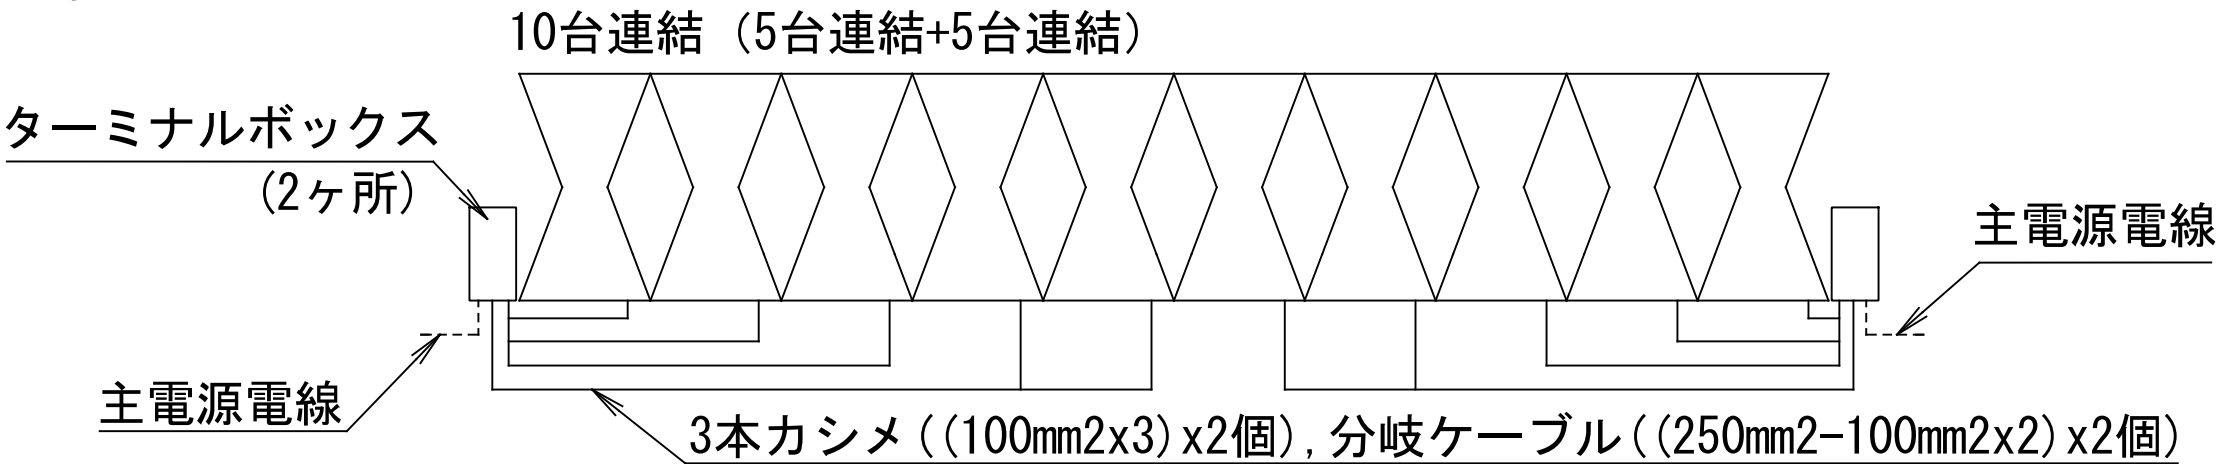 10台連結（5台連結+5台連結）
ターミナルボックス
（2ヶ所）
主電源電線
主電源電線
3本カシメ((100mm2x3)x2個),分岐ケーブル((250mm2-100mm2x2)x2個)